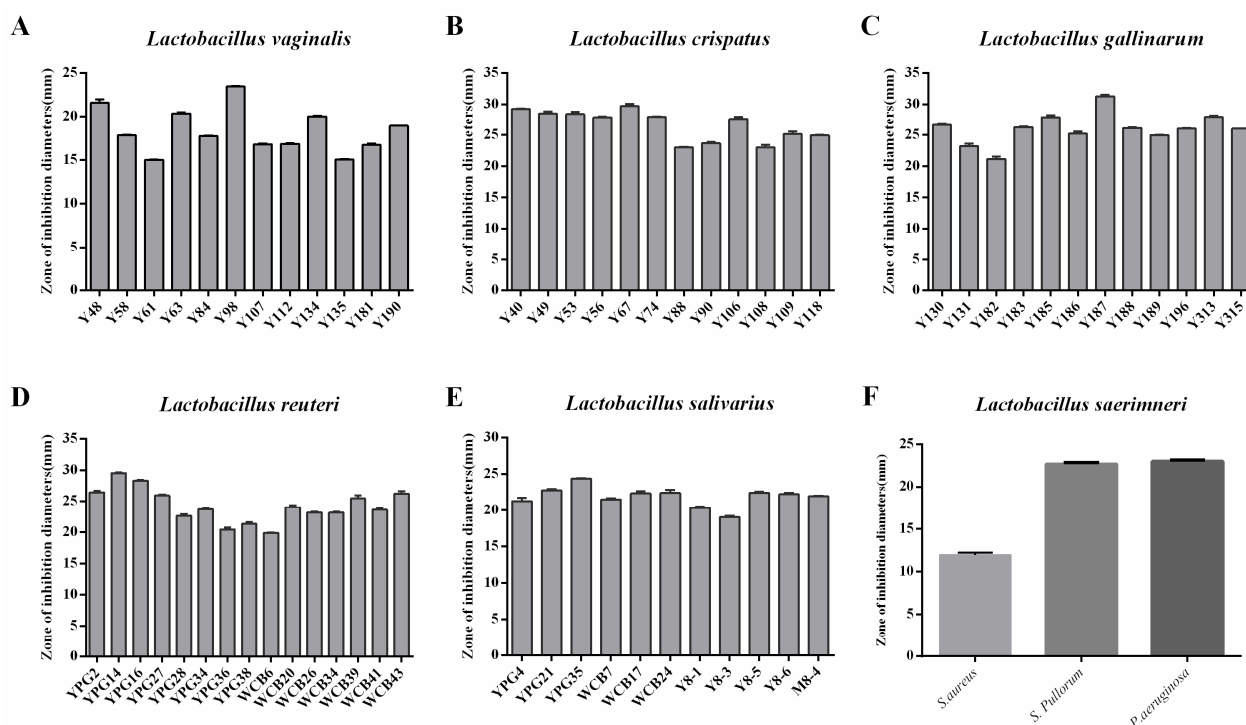 A
Lactobacillus vaginalis
Zone of inhibition diameters(mm)
25
20
15
10
5
0
Y48 Y58 Y61 Y63 Y84 Y98 Y107 Y112 Y134 Y135 Y181 Y190
B
Lactobacillus crispatus
Zone of inhibition diameters(mm)
35
30
25
20
15
10
5
0
Y40 Y49 Y53 Y56 Y67 Y74 Y88 Y90 Y106 Y108 Y109 Y118
C
Lactobacillus gallinarum
Zone of inhibition diameters(mm)
35
30
25
20
15
10
5
0
Y130 Y131 Y182 Y183 Y185 Y186 Y187 Y188 Y189 Y196 Y313 Y315
D
Lactobacillus reuteri
Zone of inhibition diameters(mm)
35
30
25
20
15
10
5
0
YPG2 YPG14 YPG16 YPG27 YPG28 YPG34 YPG36 YPG38 WCB6 WCB20 WCB26 WCB34 WCB39 WCB41 WCB43
E
Lactobacillus salivarius
Zone of inhibition diameters(mm)
30
25
20
15
10
5
0
YPG4 YPG21 YPG35 WCB7 WCB17 WCB24 Y8-1 Y8-3 Y8-5 Y8-6 M8-4
F
Lactobacillus saerimneri
Zone of inhibition diameters(mm)
25
20
15
10
5
0
S.aureus S. Pullorum P.aeruginosa